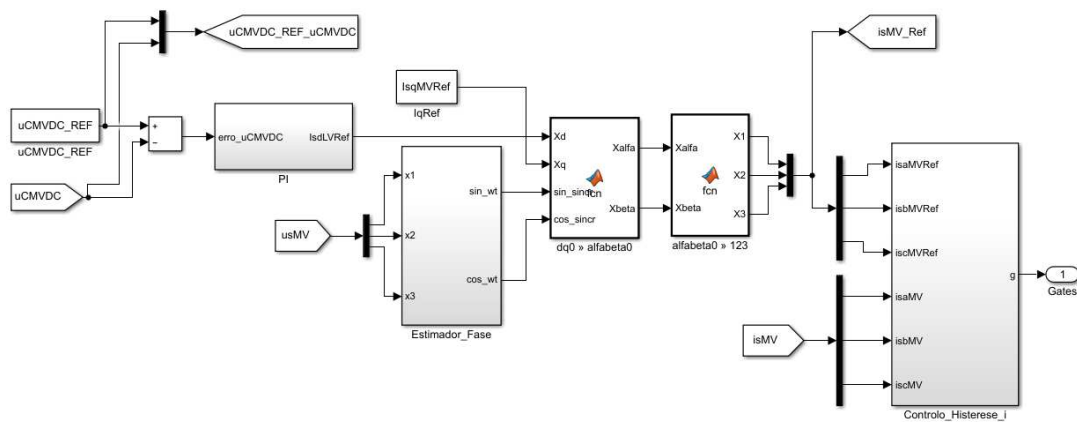 uCMVDC_REF_uCMVDC
isMV_Ref
IsqMVRef
IqRef
uCMVDC_REF
uCMVDC_REF
+
−
erro_uCMVDC
IsdLVRef
PI
uCMVDC
usMV
x1
x2
x3
sin_wt
cos_wt
Estimador_Fase
Xd
Xq
sin_sincr
cos_sincr
fcn
Xalfa
Xbeta
dq0 » alfabeta0
Xalfa
Xbeta
fcn
X1
X2
X3
alfabeta0 » 123
isaMVRef
isbMVRef
iscMVRef
isaMV
isbMV
iscMV
g
Controlo_Histerese_i
isMV
1
Gates